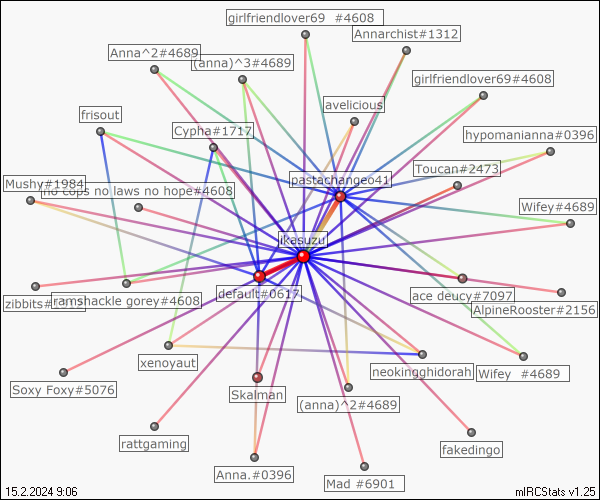 girlfriendlover69 #4608
Annarchist#1312
Anna^2#4689
(anna)^3#4689
girlfriendlover69#4608
avelicious
frisout
Cypha#1717
hypomanianna#0396
Toucan#2473
pastachangeo41
Mushy#1984
no cops no laws no hope#4608
Wifey#4689
ikasuzu
default#0617
ace deucy#7097
zibbits#
ramshackle gorey#4608
AlpineRooster#2156
xenoyaut
neokingghidorah
Wifey #4689
Soxy Foxy#5076
Skalman
(anna)^2#4689
rattgaming
fakedingo
Anna.#0396
Mad #6901
15.2.2024 9:06
mIRCStats v1.25